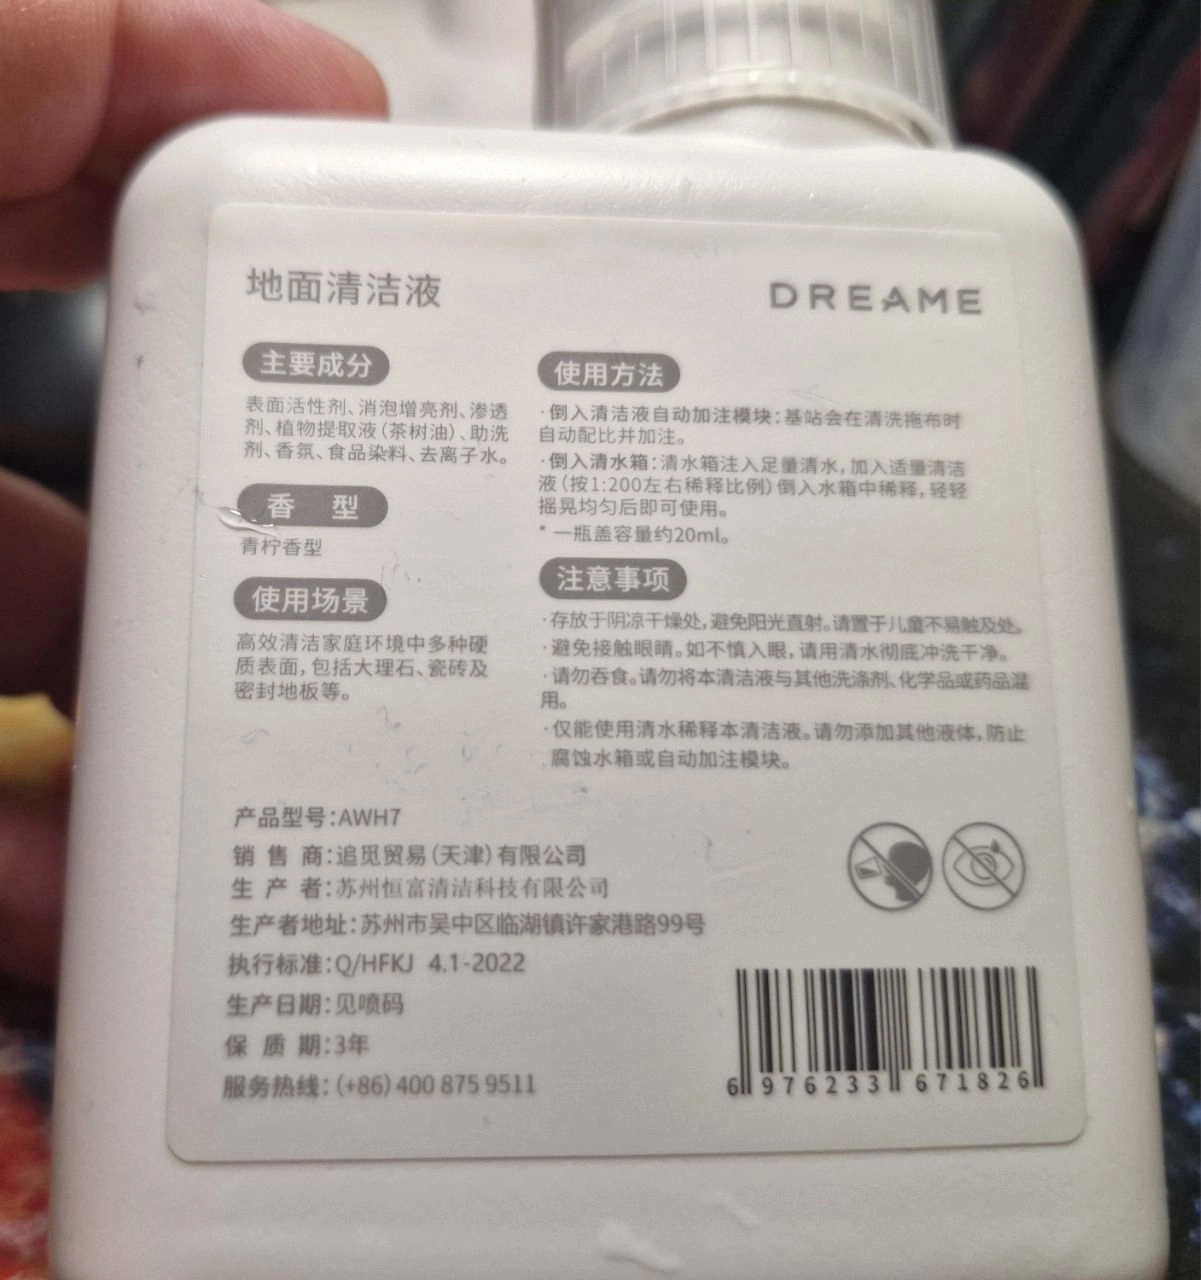 地面清洁液
DREAME
主要成分
表面活性剂、消泡增亮剂、渗透
剂、植物提取液(茶树油)、助洗
剂、香氛、食品染料、去离子水。
香 型
青柠香型
使用场景
高效清洁家庭环境中多种硬
质表面,包括大理石、瓷砖及
密封地板等。
使用方法
·倒入清洁液自动加注模块:基站会在清洗拖布时
自动配比并加注。
·倒入清水箱:清水箱注入足量清水,加入适量清洁
液(按1:200左右稀释比例)倒入水箱中稀释,轻轻
摇晃均匀后即可使用。
* 一瓶盖容量约20ml。
注意事项
·存放于阴凉干燥处,避免阳光直射。请置于儿童不易触及处。
·避免接触眼睛。如不慎入眼,请用清水彻底冲洗干净。
·请勿吞食。请勿将本清洁液与其他洗涤剂、化学品或药品混
用。
·仅能使用清水稀释本清洁液。请勿添加其他液体,防止
腐蚀水箱或自动加注模块。
产品型号:AWH7
销 售 商:追觅贸易(天津)有限公司
生 产 者:苏州恒富清洁科技有限公司
生产者地址:苏州市吴中区临湖镇许家港路99号
执行标准:Q/HFKJ 4.1-2022
生产日期:见喷码
保 质 期:3年
服务热线:(+86) 400 875 9511
6 976233 671826